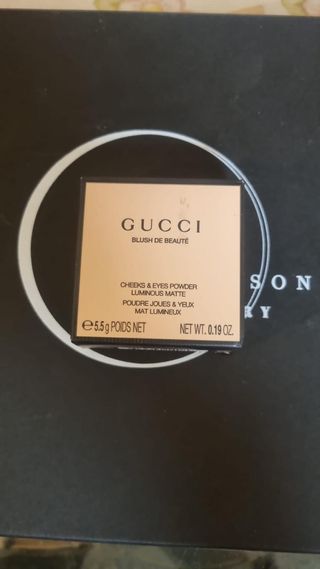 GUCCI
BLUSH DE BEAUTÉ
CHEEKS & EYES POWDER
LUMINOUS MATTE
POUDRE JOUES & YEUX
MAT LUMINEUX
℮ 5.5 g POIDS NET NET WT. 0.19 OZ.
SON